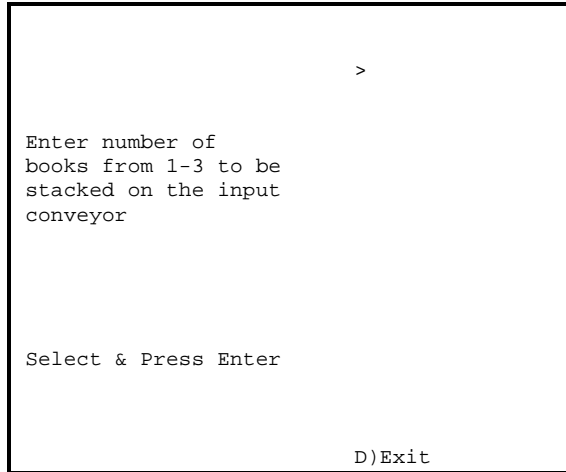 >
Enter number of
books from 1-3 to be
stacked on the input
conveyor
Select & Press Enter
D)Exit